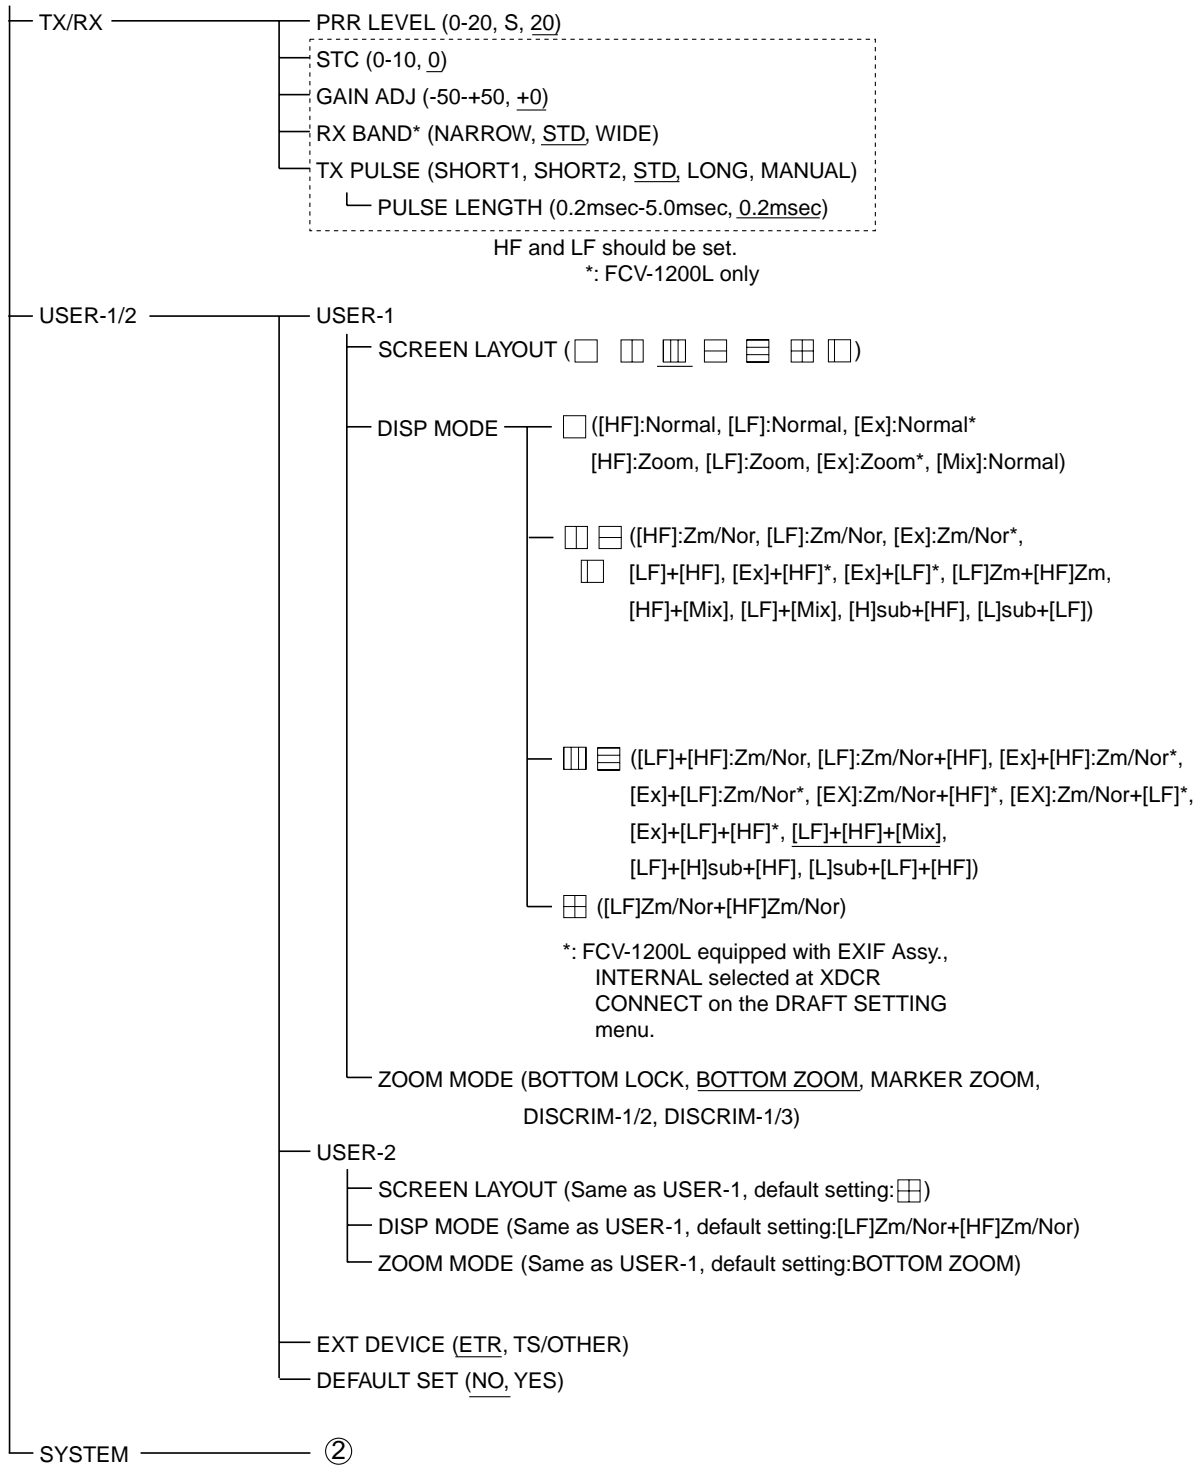 TX/RX PRR LEVEL (0-20, S, 20)
STC (0-10, 0)
GAIN ADJ (-50-+50, +0)
RX BAND* (NARROW, STD, WIDE)
TX PULSE (SHORT1, SHORT2, STD, LONG, MANUAL)
PULSE LENGTH (0.2msec-5.0msec, 0.2msec)
HF and LF should be set.
*: FCV-1200L only
USER-1/2 USER-1
SCREEN LAYOUT ( )
DISP MODE ([HF]:Normal, [LF]:Normal, [Ex]:Normal*
[HF]:Zoom, [LF]:Zoom, [Ex]:Zoom*, [Mix]:Normal)
([HF]:Zm/Nor, [LF]:Zm/Nor, [Ex]:Zm/Nor*,
[LF]+[HF], [Ex]+[HF]*, [Ex]+[LF]*, [LF]Zm+[HF]Zm,
[HF]+[Mix], [LF]+[Mix], [H]sub+[HF], [L]sub+[LF])
([LF]+[HF]:Zm/Nor, [LF]:Zm/Nor+[HF], [Ex]+[HF]:Zm/Nor*,
[Ex]+[LF]:Zm/Nor*, [EX]:Zm/Nor+[HF]*, [EX]:Zm/Nor+[LF]*,
[Ex]+[LF]+[HF]*, [LF]+[HF]+[Mix],
[LF]+[H]sub+[HF], [L]sub+[LF]+[HF])
([LF]Zm/Nor+[HF]Zm/Nor)
*: FCV-1200L equipped with EXIF Assy.,
INTERNAL selected at XDCR
CONNECT on the DRAFT SETTING
menu.
ZOOM MODE (BOTTOM LOCK, BOTTOM ZOOM, MARKER ZOOM,
DISCRIM-1/2, DISCRIM-1/3)
USER-2
SCREEN LAYOUT (Same as USER-1, default setting: )
DISP MODE (Same as USER-1, default setting:[LF]Zm/Nor+[HF]Zm/Nor)
ZOOM MODE (Same as USER-1, default setting:BOTTOM ZOOM)
EXT DEVICE (ETR, TS/OTHER)
DEFAULT SET (NO, YES)
SYSTEM ②